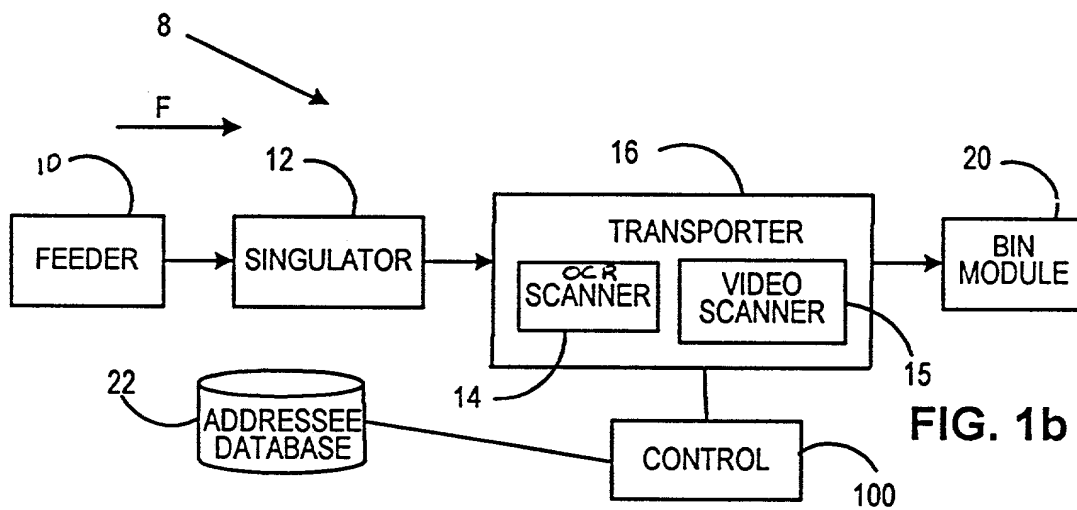 8
F
10
12
16
20
FEEDER
SINGULATOR
TRANSPORTER
OCR
SCANNER
VIDEO
SCANNER
BIN
MODULE
22
14
15
ADDRESSEE
DATABASE
CONTROL
100
FIG. 1b